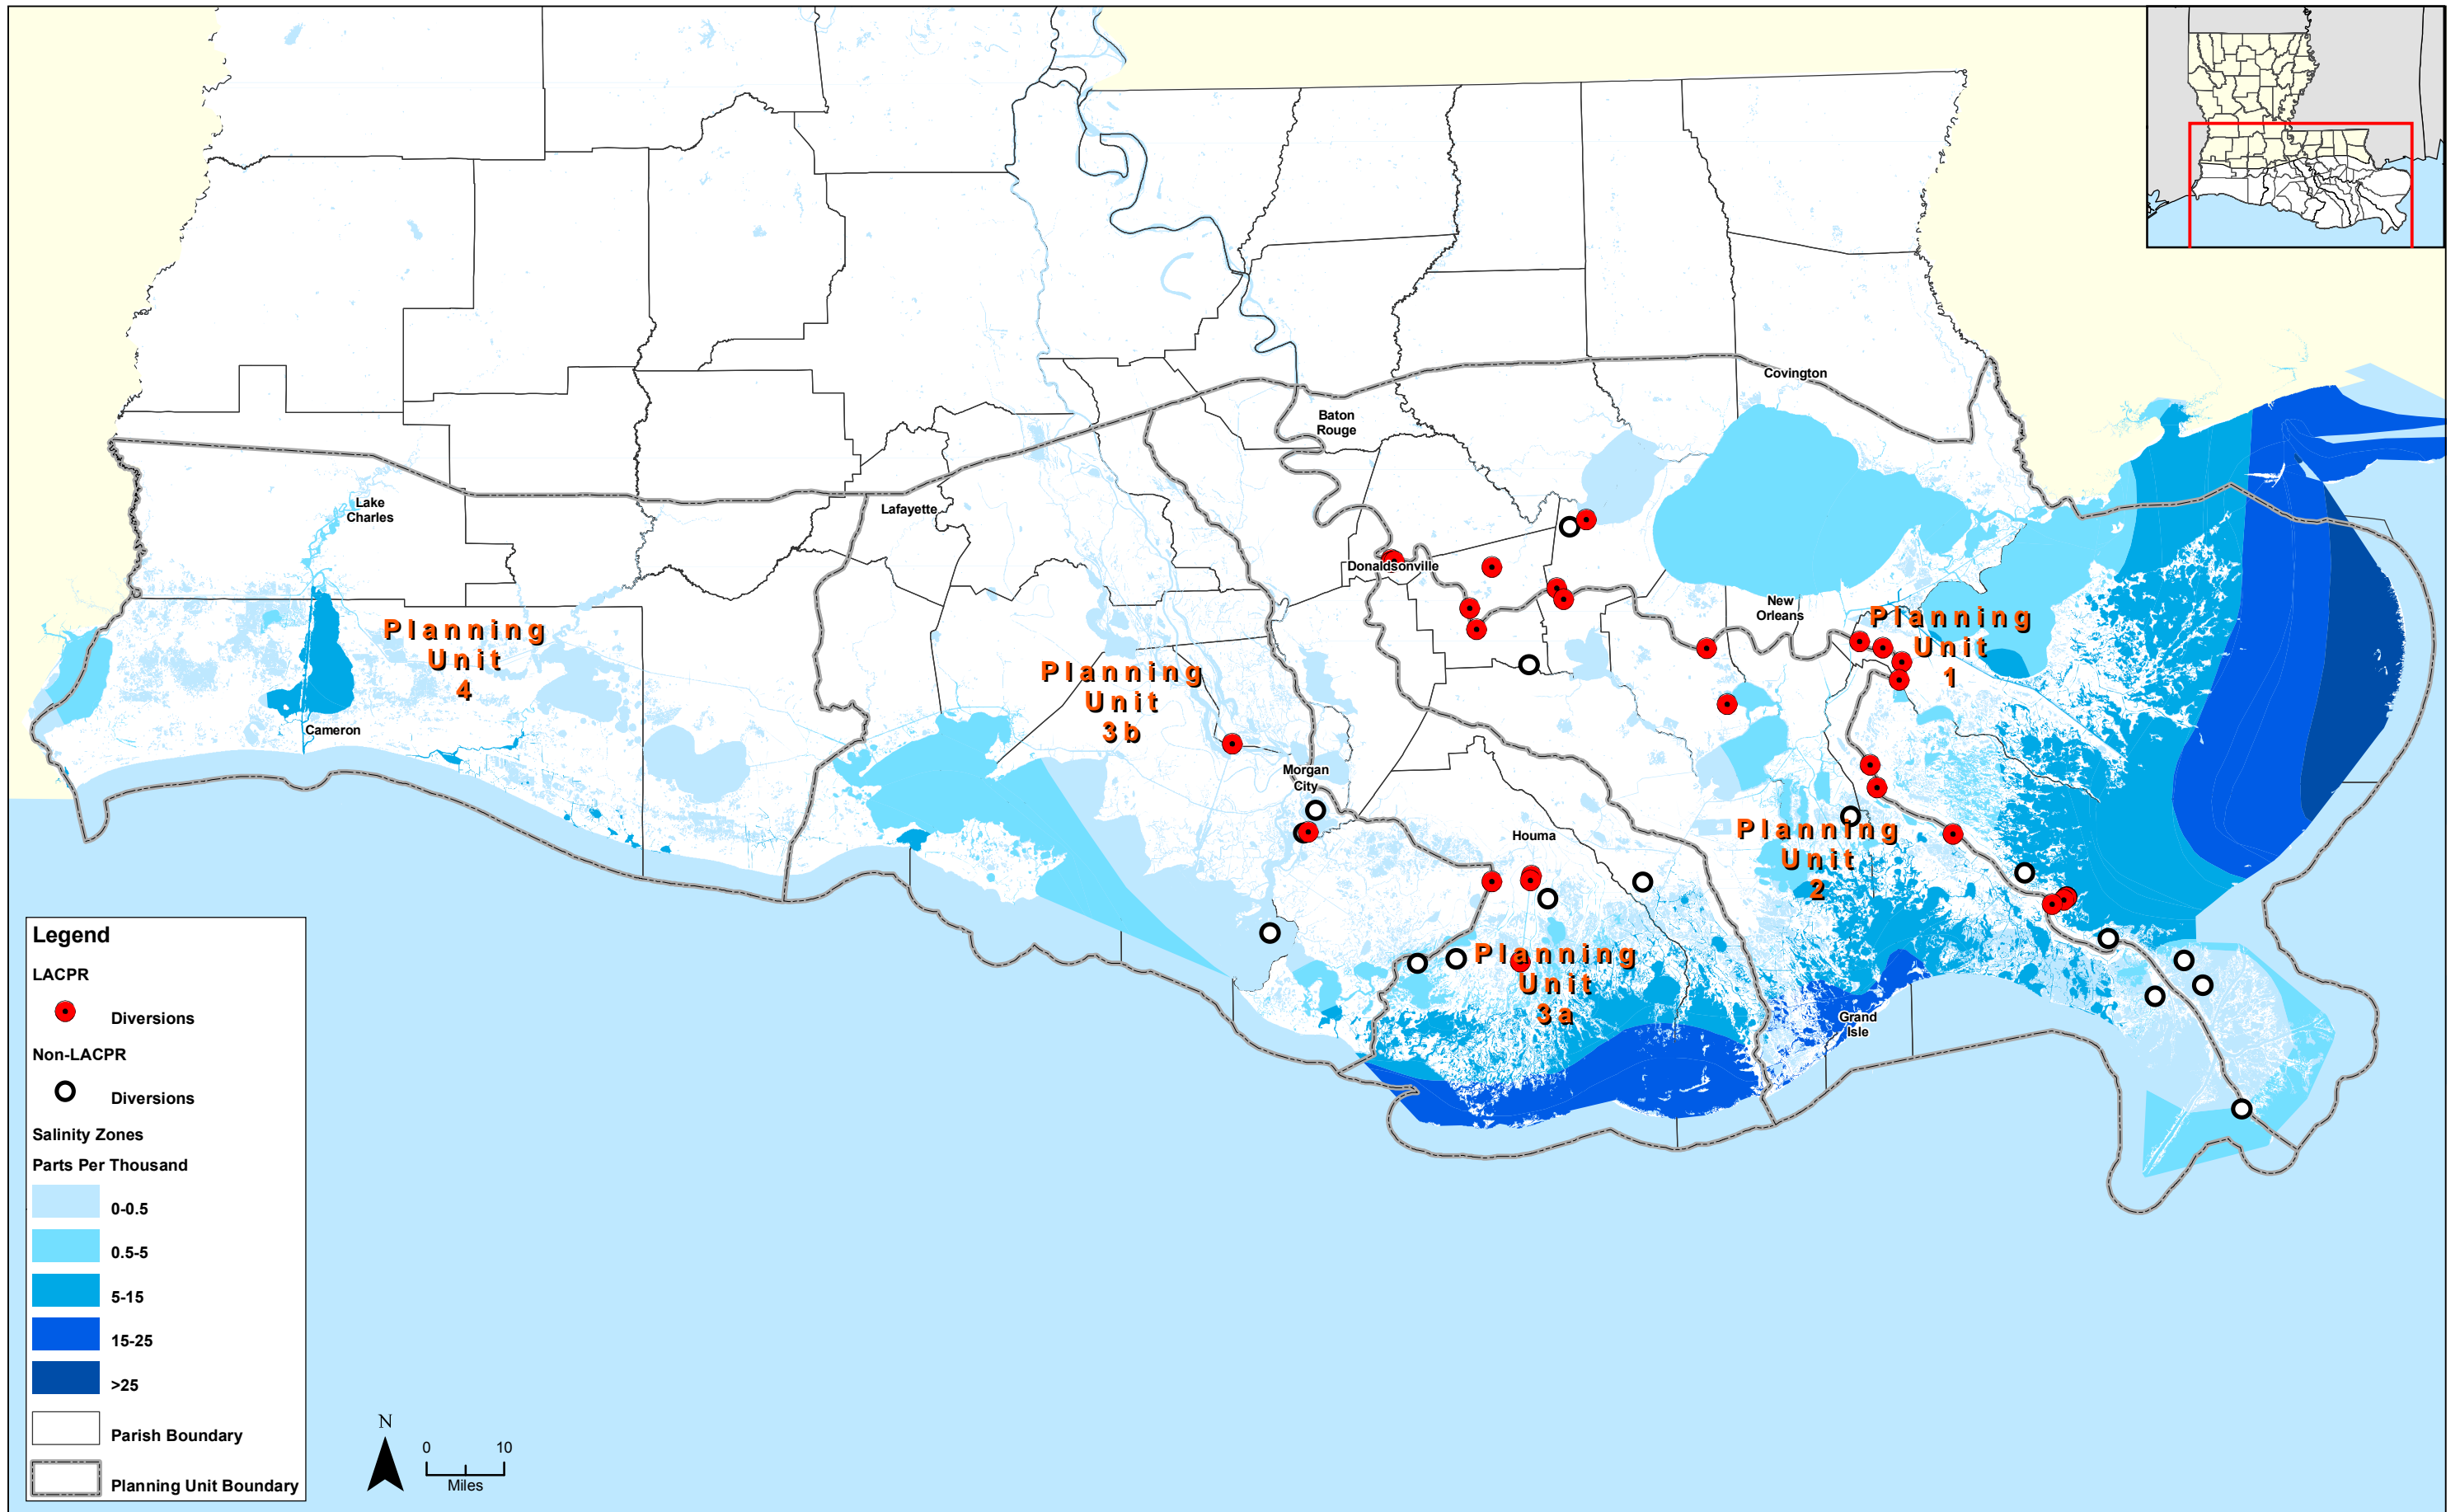 Covington
Baton
Rouge
Lake
Charles
Lafayette
Donaldsonville
New
Orleans
Planning
Unit
1
Planning
Unit
4
Planning
Unit
3b
Cameron
Morgan
City
Houma
Planning
Unit
2
Planning
Unit
3a
Grand
Isle
Legend
LACPR
Diversions
Non-LACPR
Diversions
Salinity Zones
Parts Per Thousand
0-0.5
0.5-5
5-15
15-25
>25
Parish Boundary
Planning Unit Boundary
N
0 10
Miles